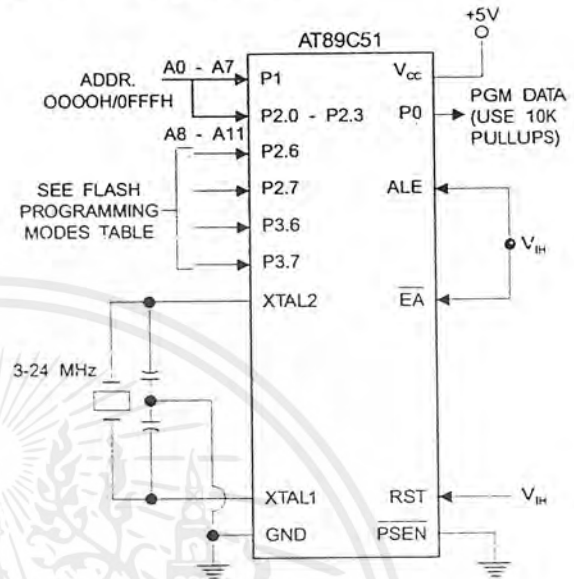 +5V
AT89C51
ADDR.
OOOOH/OFFFH
A0 - A7
P1
VCC
P2.0 - P2.3
P0
PGM DATA
(USE 10K
PULLUPS)
A8 - A11
P2.6
SEE FLASH
PROGRAMMING
MODES TABLE
P2.7
ALE
P3.6
VIH
P3.7
XTAL2
EA
3-24 MHz
XTAL1
RST
VIH
GND
PSEN